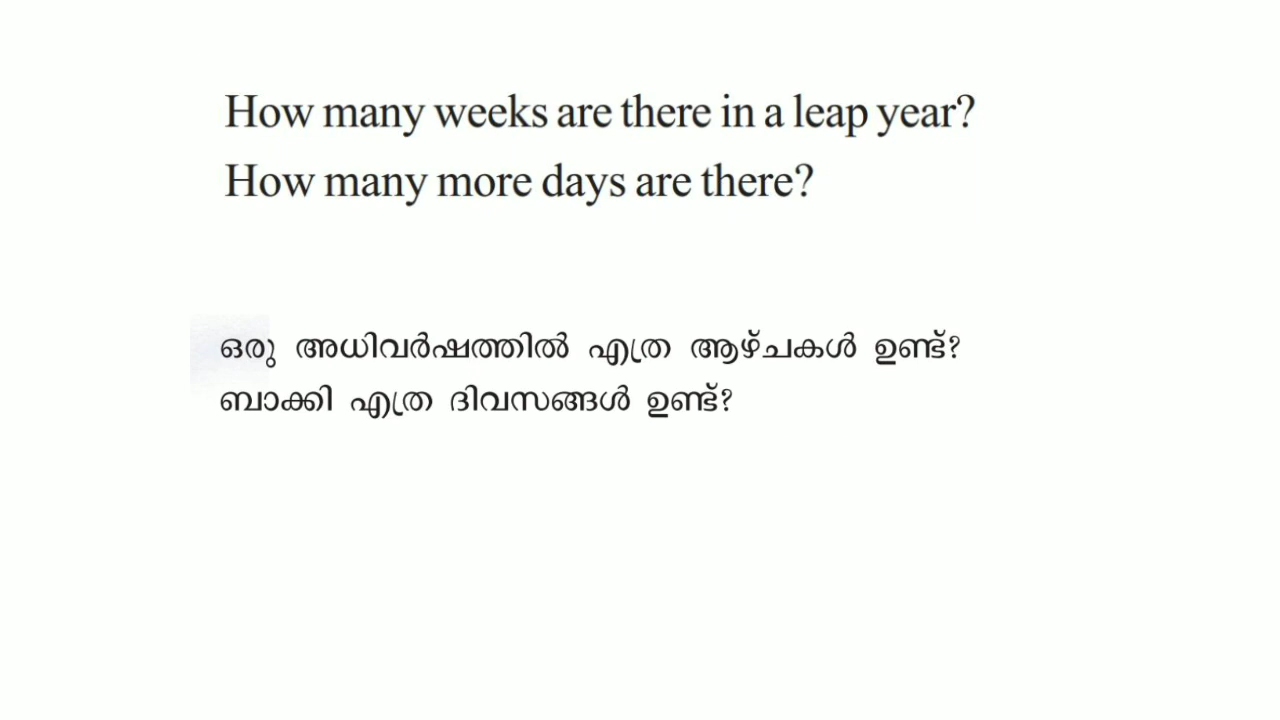 How many weeks are there in a leap year?
How many more days are there?
ഒരു അധിവർഷത്തിൽ എത്ര ആഴ്ചകൾ ഉണ്ട്?
ബാക്കി എത്ര ദിവസങ്ങൾ ഉണ്ട്?